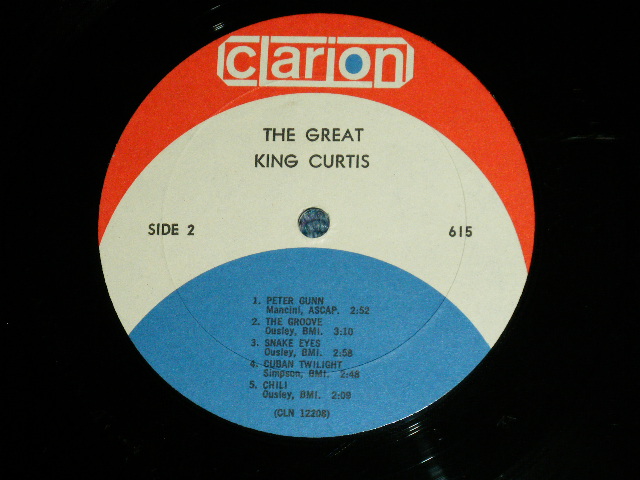 clarion
THE GREAT
KING CURTIS
SIDE 2
615
1. PETER GUNN
Mancini, ASCAP. 2:52
2. THE GROOVE
Ousley, BMI. 3:10
3. SNAKE EYES
Ousley, BMI. 2:58
4. CUBAN TWILIGHT
Simpson, BMI. 2:48
5. CHILI
Ousley, BMI. 2:09
(CLN 12208)